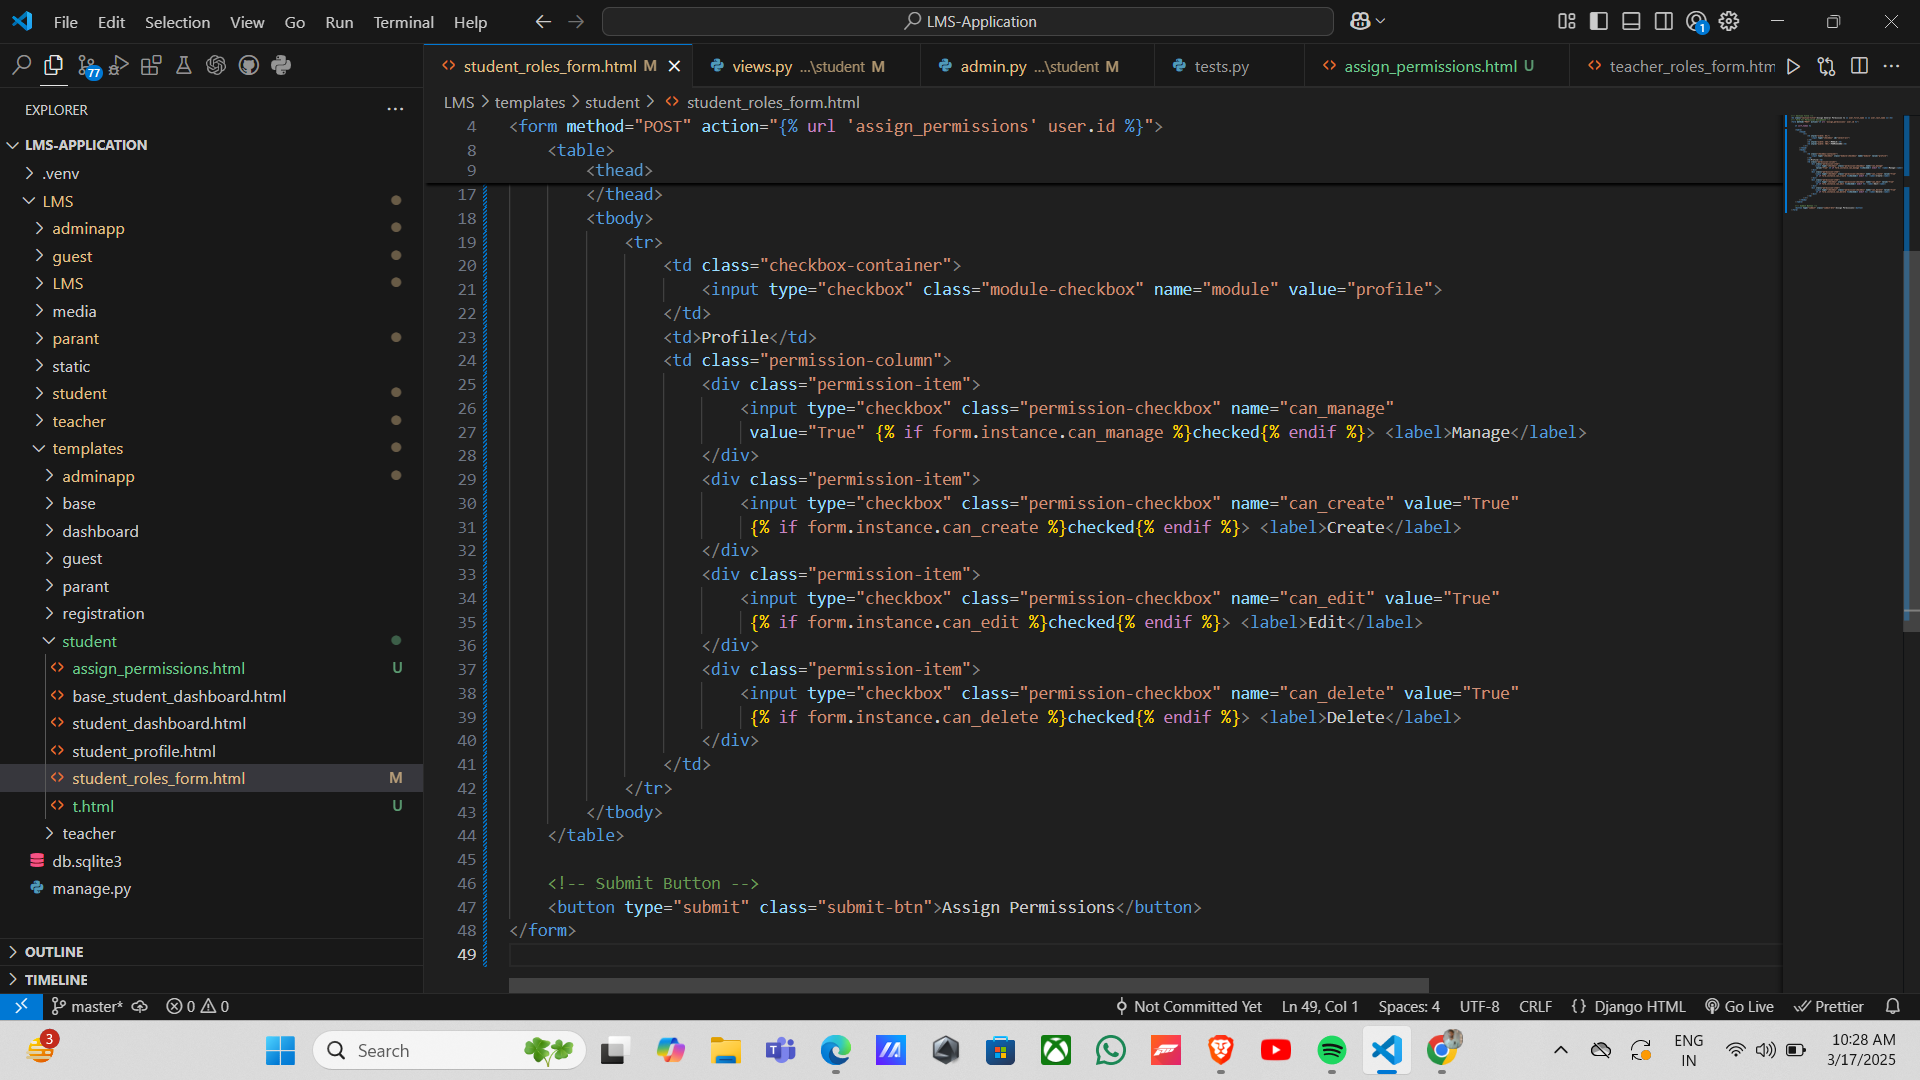 File Edit Selection View Go Run Terminal Help
LMS-Application
1
77
student_roles_form.html M
views.py ...\student M
admin.py ...\student M
tests.py
assign_permissions.html U
teacher_roles_form.htm
EXPLORER
LMS-APPLICATION
.venv
LMS
adminapp
guest
LMS
media
parant
static
student
teacher
templates
adminapp
base
dashboard
guest
parant
registration
student
assign_permissions.html U
base_student_dashboard.html
student_dashboard.html
student_profile.html
student_roles_form.html M
t.html U
teacher
db.sqlite3
manage.py
OUTLINE
TIMELINE
LMS > templates > student > student_roles_form.html
4 <form method="POST" action="{% url 'assign_permissions' user.id %}">
8 <table>
9 <thead>
17 </thead>
18 <tbody>
19 <tr>
20 <td class="checkbox-container">
21 <input type="checkbox" class="module-checkbox" name="module" value="profile">
22 </td>
23 <td>Profile</td>
24 <td class="permission-column">
25 <div class="permission-item">
26 <input type="checkbox" class="permission-checkbox" name="can_manage"
27 value="True" {% if form.instance.can_manage %}checked{% endif %}> <label>Manage</label>
28 </div>
29 <div class="permission-item">
30 <input type="checkbox" class="permission-checkbox" name="can_create" value="True"
31 {% if form.instance.can_create %}checked{% endif %}> <label>Create</label>
32 </div>
33 <div class="permission-item">
34 <input type="checkbox" class="permission-checkbox" name="can_edit" value="True"
35 {% if form.instance.can_edit %}checked{% endif %}> <label>Edit</label>
36 </div>
37 <div class="permission-item">
38 <input type="checkbox" class="permission-checkbox" name="can_delete" value="True"
39 {% if form.instance.can_delete %}checked{% endif %}> <label>Delete</label>
40 </div>
41 </td>
42 </tr>
43 </tbody>
44 </table>
45
46 <!-- Submit Button -->
47 <button type="submit" class="submit-btn">Assign Permissions</button>
48 </form>
49
master* 0 0
Not Committed Yet Ln 49, Col 1 Spaces: 4 UTF-8 CRLF {} Django HTML Go Live Prettier
3
Search
ENG
IN
10:28 AM
3/17/2025